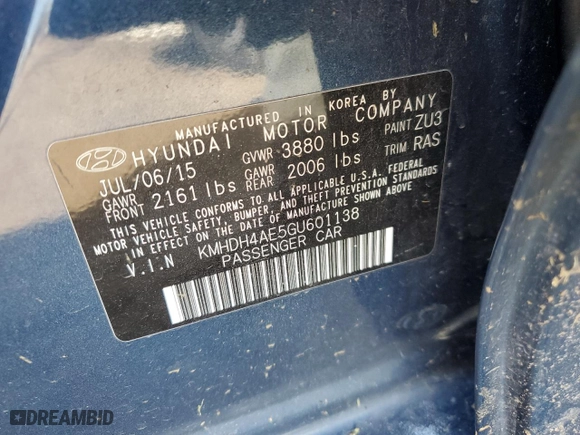 MANUFACTURED IN KOREA BY
HYUNDAI MOTOR COMPANY
JUL/06/15 GVWR 3880 lbs PAINT ZU3
GAWR FRONT 2161 lbs GAWR REAR 2006 lbs TRIM RAS
THIS VEHICLE CONFORMS TO ALL APPLICABLE U.S.A. FEDERAL
MOTOR VEHICLE SAFETY, BUMPER, AND THEFT PREVENTION STANDARDS
IN EFFECT ON THE DATE OF MANUFACTURE SHOWN ABOVE.
V.I.N KMHDH4AE5GU601138
PASSENGER CAR
DREAMBID